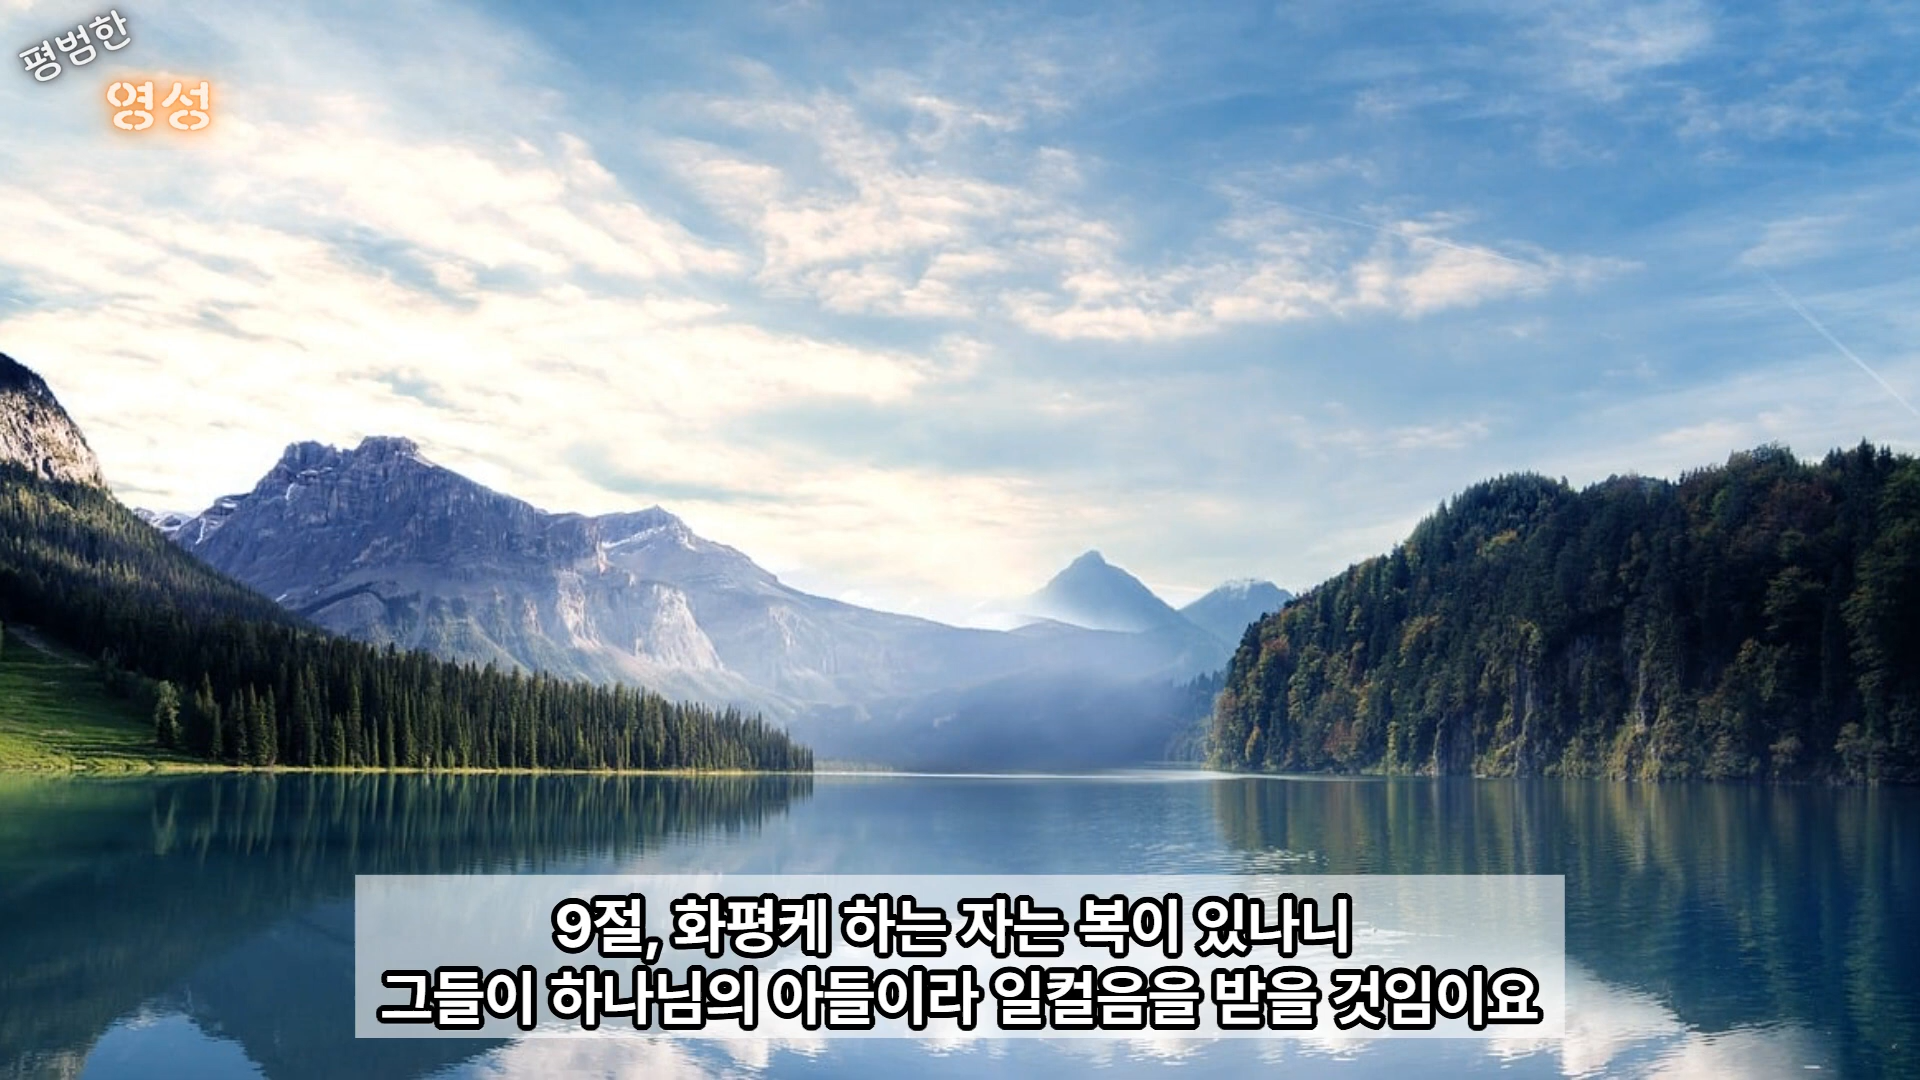 평범한
영성
9절, 화평케 하는 자는 복이 있나니
그들이 하나님의 아들이라 일컬음을 받을 것임이요